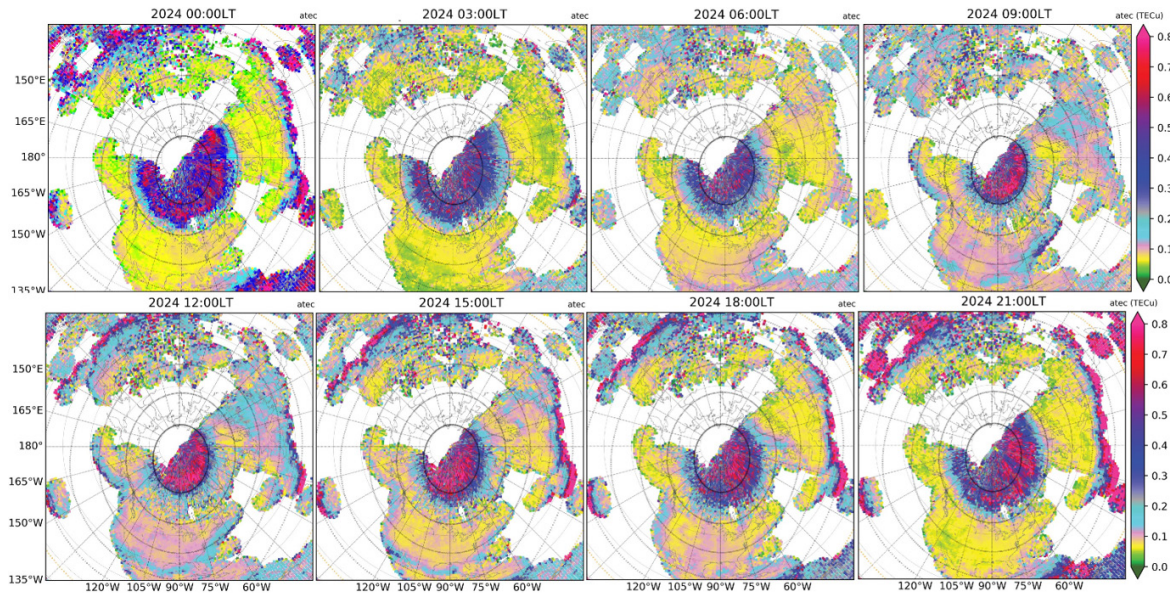 2024 00:00LT atec
2024 03:00LT atec
2024 06:00LT atec
2024 09:00LT atec (TECu)
150°E
165°E
180°
165°W
150°W
135°W
0.8
0.7
0.6
0.5
0.4
0.3
0.2
0.1
0.0
2024 12:00LT atec
2024 15:00LT atec
2024 18:00LT atec
2024 21:00LT atec (TECu)
150°E
165°E
180°
165°W
150°W
135°W
0.8
0.7
0.6
0.5
0.4
0.3
0.2
0.1
0.0
120°W 105°W 90°W 75°W 60°W
120°W 105°W 90°W 75°W 60°W
120°W 105°W 90°W 75°W 60°W
120°W 105°W 90°W 75°W 60°W